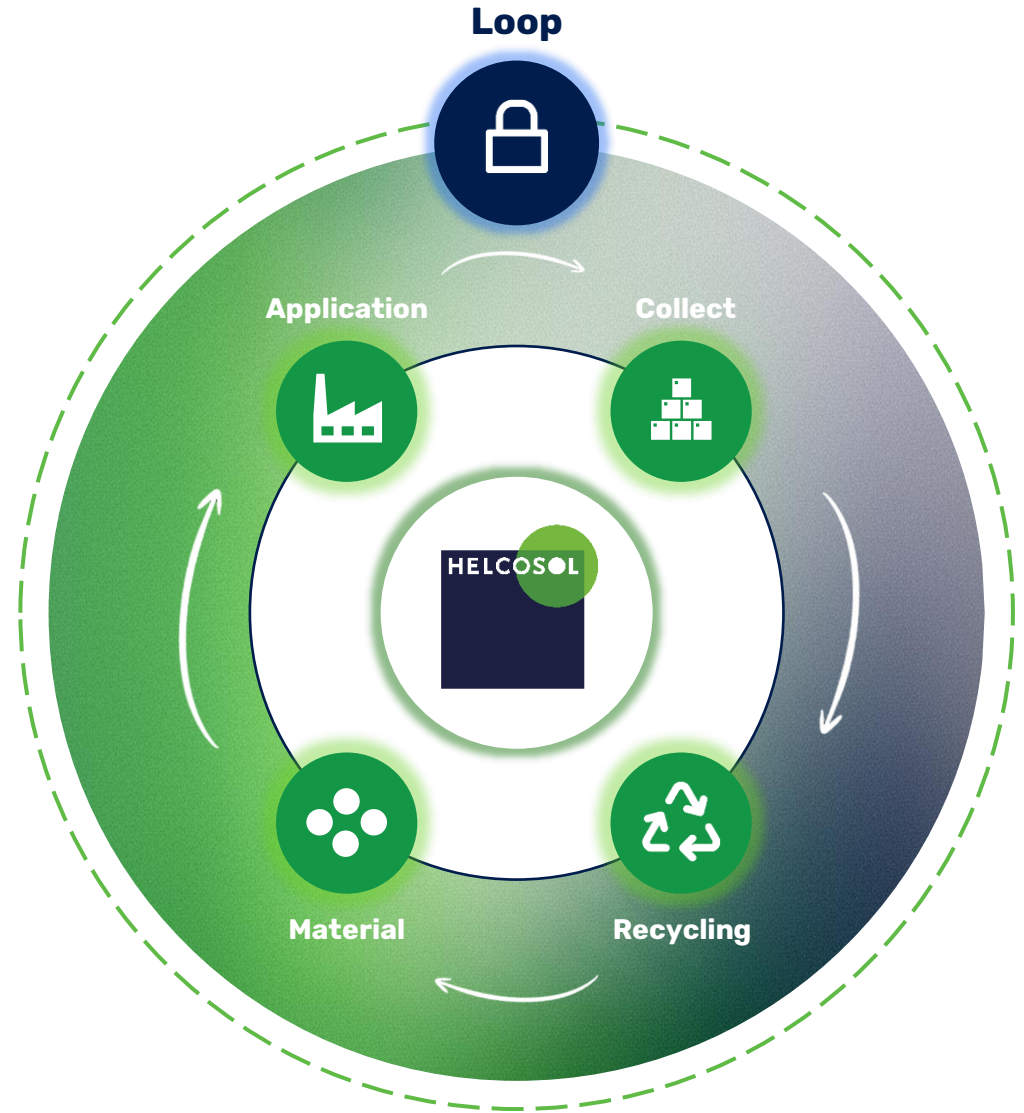 Loop
Application
Collect
HELCOSOL
Material
Recycling